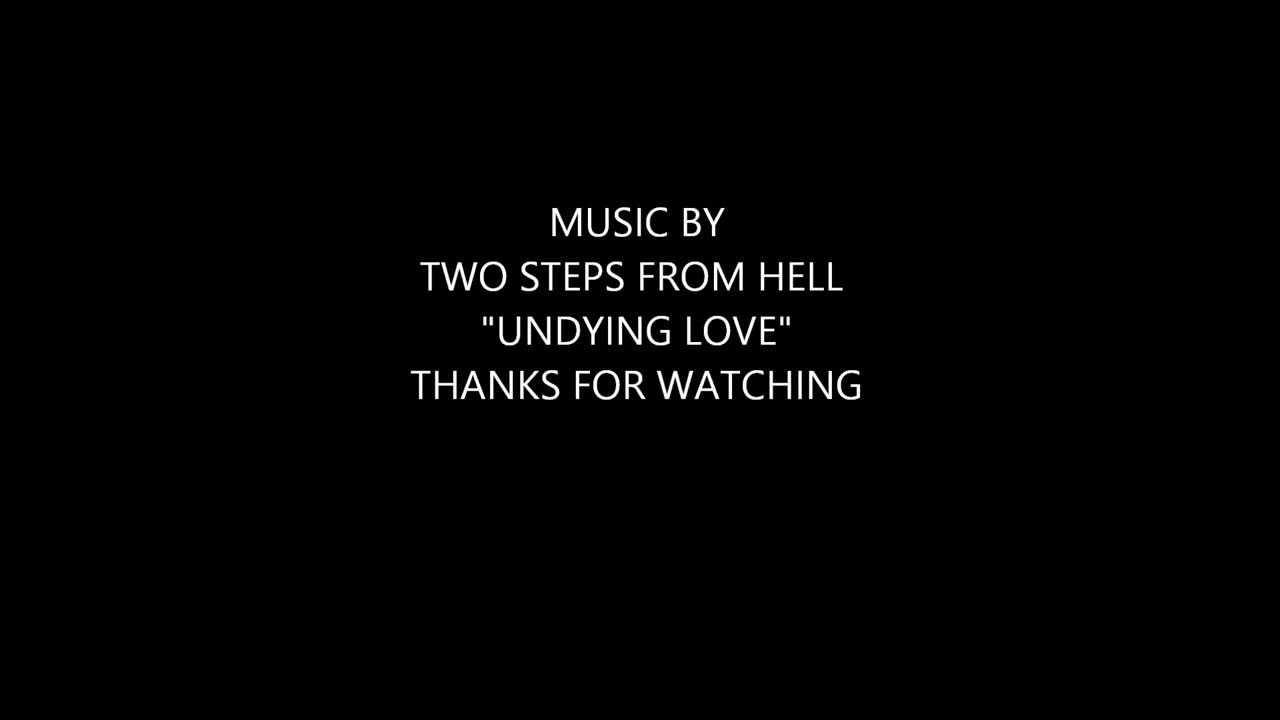 MUSIC BY
TWO STEPS FROM HELL
"UNDYING LOVE"
THANKS FOR WATCHING